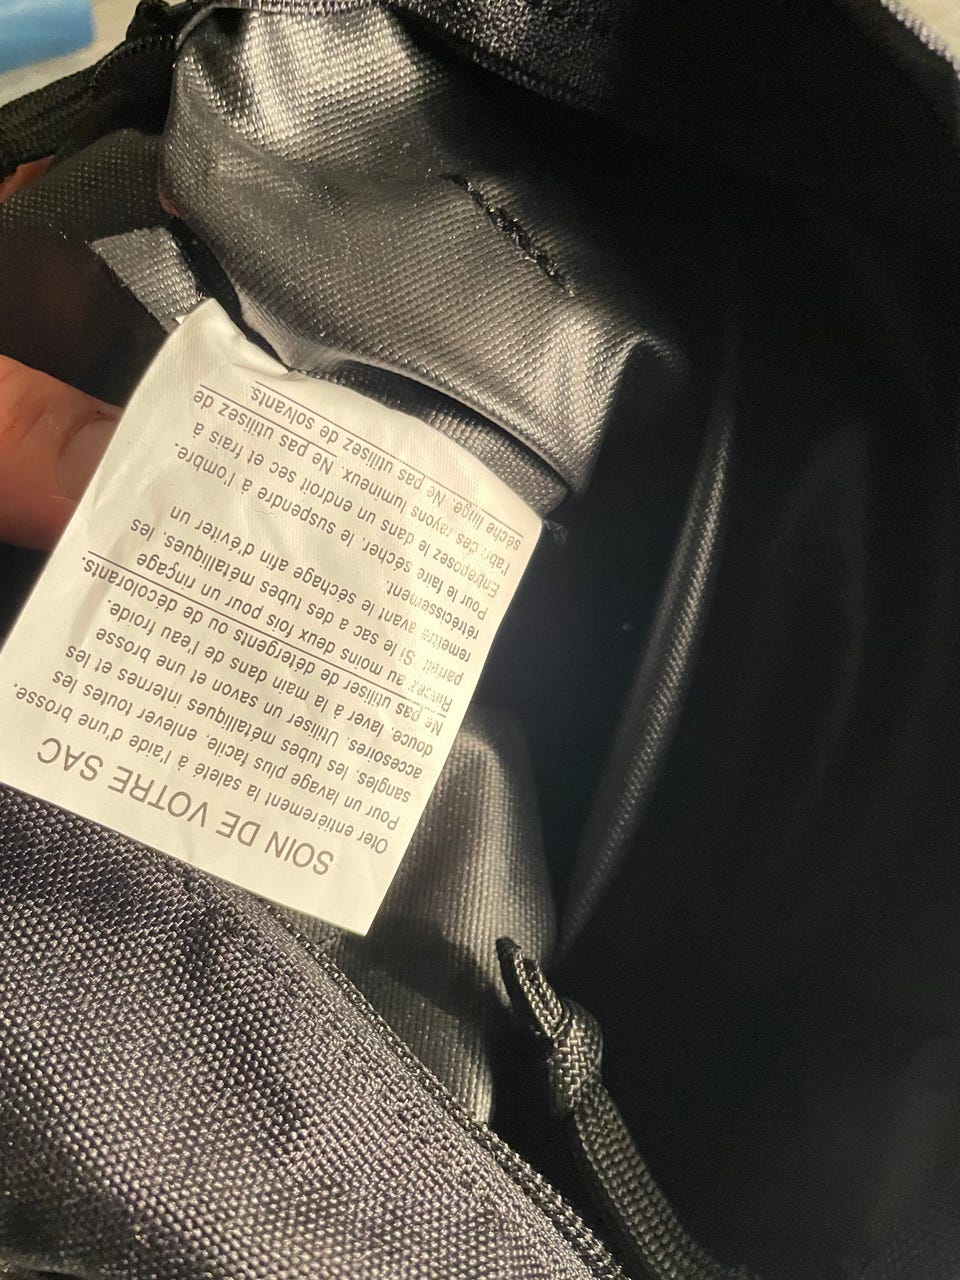 SOIN DE VOTRE SAC
Oter entiérement la saleté à l'aide d'une brosse.
Pour un lavage plus facile, enlever toutes les
sangles, les tubes métalliques internes et les
accesoires. Utiliser un savon et une brosse
douce, laver à la main dans de l'eau froide.
Ne pas utiliser de détergents ou de décolorants.
Rincez au moins deux fois pour un rinçage
parfait. Si le sac a des tubes métalliques, les
remettre avant le séchage afin d'éviter un
rétrécissement.
Pour le faire sécher, le suspendre à l'ombre.
Entreposez le dans un endroit sec et frais à
l'abri des rayons lumineux. Ne pas utilisez de
sèche linge. Ne pas utilisez de solvants.